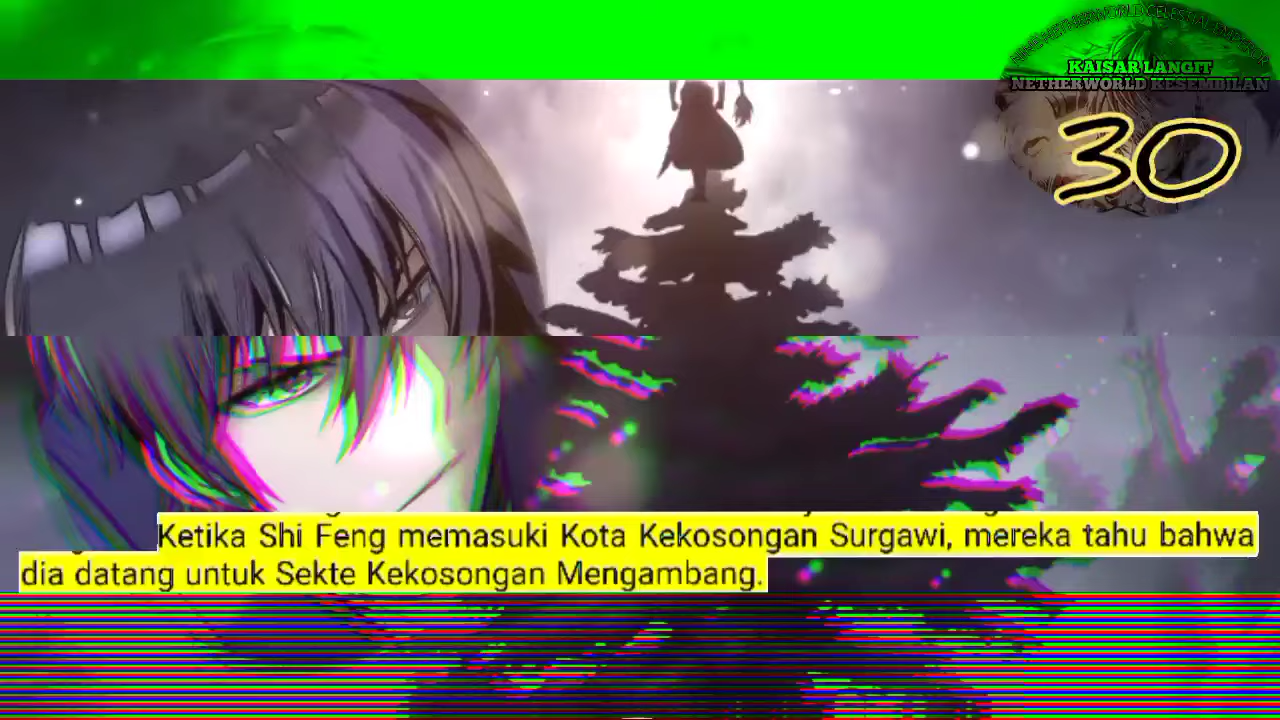 KAISAR LANGIT
NETHERWORLD KESEMBILAN
30
Ketika Shi Feng memasuki Kota Kekosongan Surgawi, mereka tahu bahwa
dia datang untuk Sekte Kekosongan Mengambang.